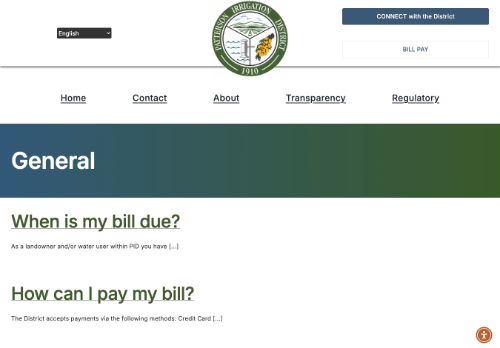 English
PATTERSON IRRIGATION DISTRICT
1910
CONNECT with the District
BILL PAY
Home
Contact
About
Transparency
Regulatory
General
When is my bill due?
As a landowner and/or water user within PID you have [...]
How can I pay my bill?
The District accepts payments via the following methods: Credit Card [...]